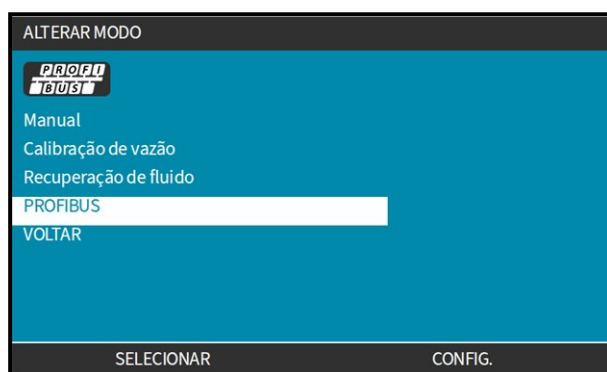 ALTERAR MODO
PROFI
BUS
Manual
Calibração de vazão
Recuperação de fluido
PROFIBUS
VOLTAR
SELECIONAR CONFIG.